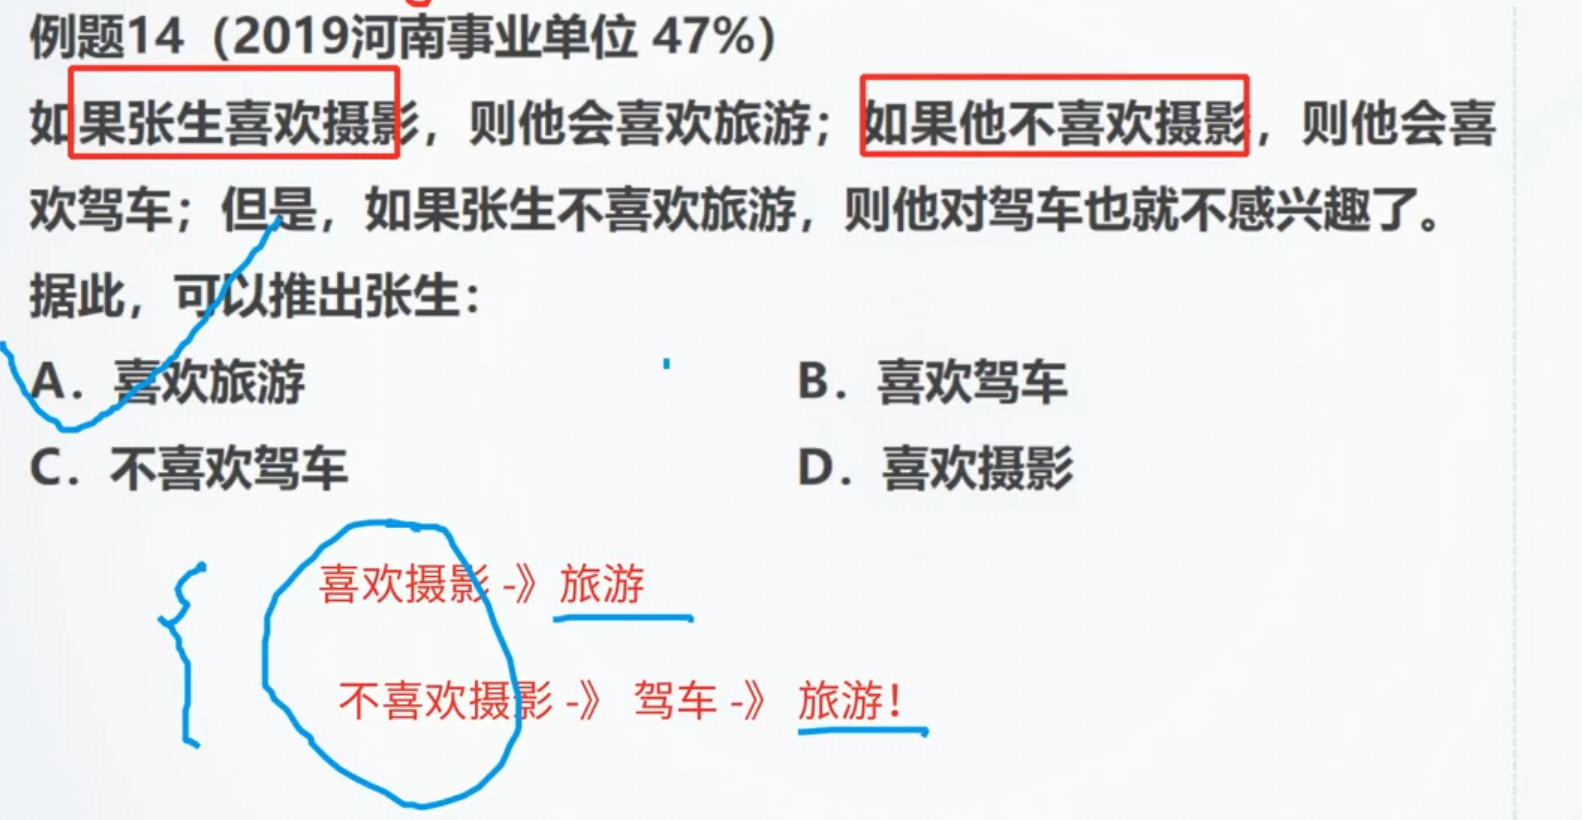 例题14（2019河南事业单位 47%）
如果张生喜欢摄影，则他会喜欢旅游；如果他不喜欢摄影，则他会喜
欢驾车；但是，如果张生不喜欢旅游，则他对驾车也就不感兴趣了。
据此，可以推出张生：
A．喜欢旅游 B．喜欢驾车
C．不喜欢驾车 D．喜欢摄影
喜欢摄影 -》旅游
不喜欢摄影 -》 驾车 -》 旅游！